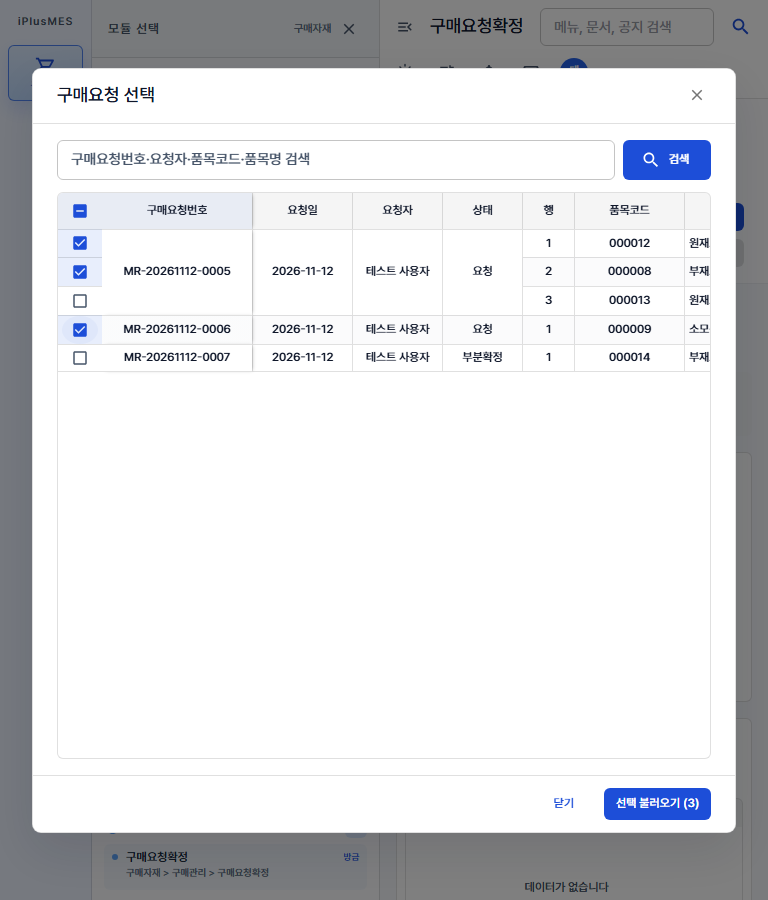 iPlusMES
모듈 선택
구매자재
구매요청확정
메뉴, 문서, 공지 검색
구매요청 선택
구매요청번호·요청자·품목코드·품목명 검색
검색
구매요청번호 요청일 요청자 상태 행 품목코드
MR-20261112-0005 2026-11-12 테스트 사용자 요청 1 000012 원재
2 000008 부재
3 000013 원재
MR-20261112-0006 2026-11-12 테스트 사용자 요청 1 000009 소모
MR-20261112-0007 2026-11-12 테스트 사용자 부분확정 1 000014 부재
닫기
선택 불러오기 (3)
구매요청확정
방금
구매자재 > 구매관리 > 구매요청확정
데이터가 없습니다